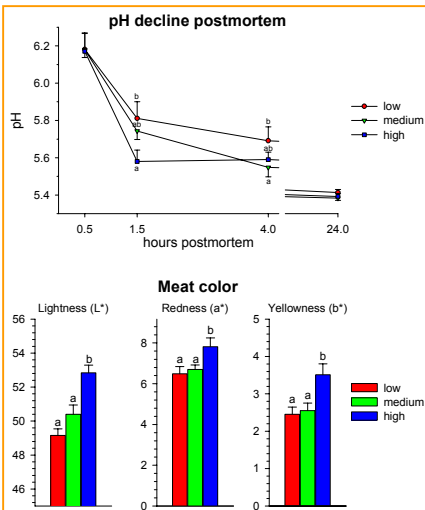 pH decline postmortem
6.2
6.0
5.8
5.6
5.4
pH
b
ab
a
b
ab
a
low
medium
high
0.5
1.5
4.0
24.0
hours postmortem
Meat color
Lightness (L*)
Redness (a*)
Yellowness (b*)
56
54
52
50
48
46
a
a
b
8
6
4
2
0
a
a
b
5
4
3
2
1
0
a
a
b
low
medium
high